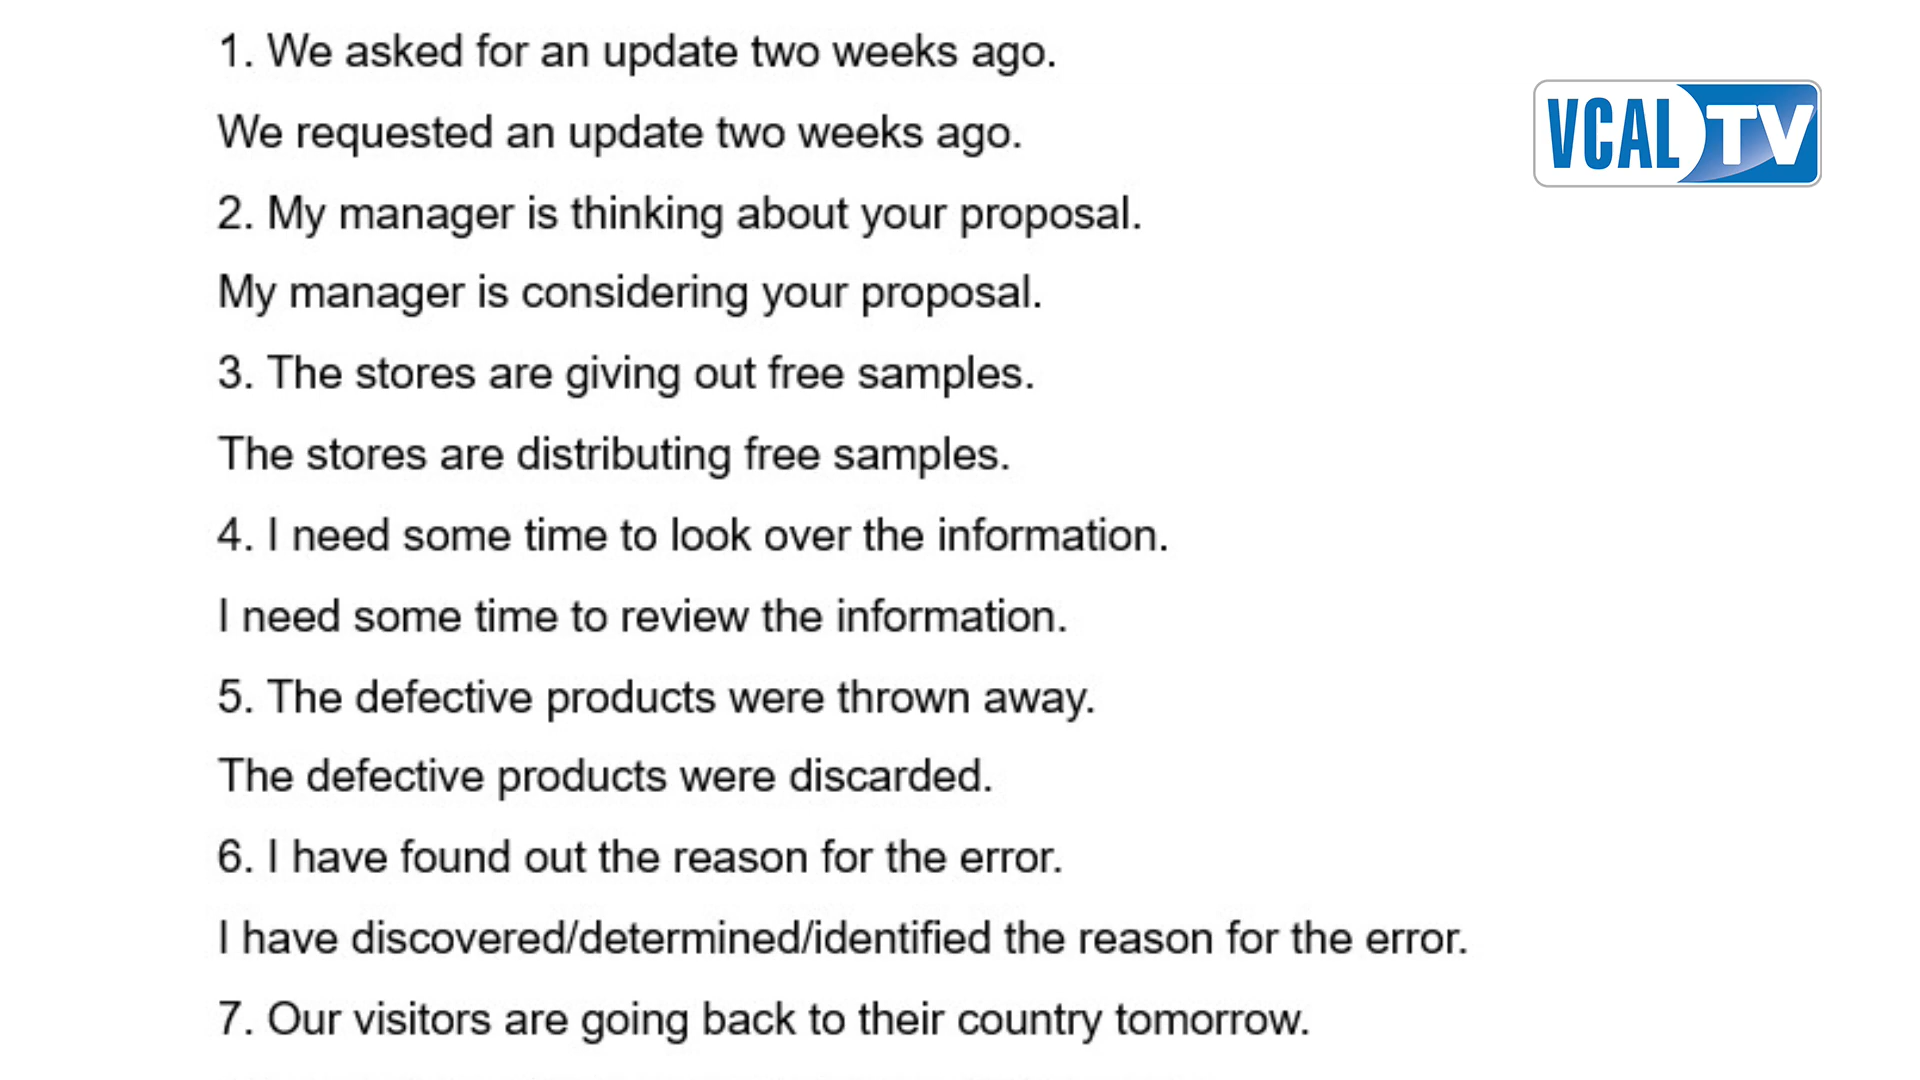 1. We asked for an update two weeks ago.
We requested an update two weeks ago.
2. My manager is thinking about your proposal.
My manager is considering your proposal.
3. The stores are giving out free samples.
The stores are distributing free samples.
4. I need some time to look over the information.
I need some time to review the information.
5. The defective products were thrown away.
The defective products were discarded.
6. I have found out the reason for the error.
I have discovered/determined/identified the reason for the error.
7. Our visitors are going back to their country tomorrow.
VCAL TV